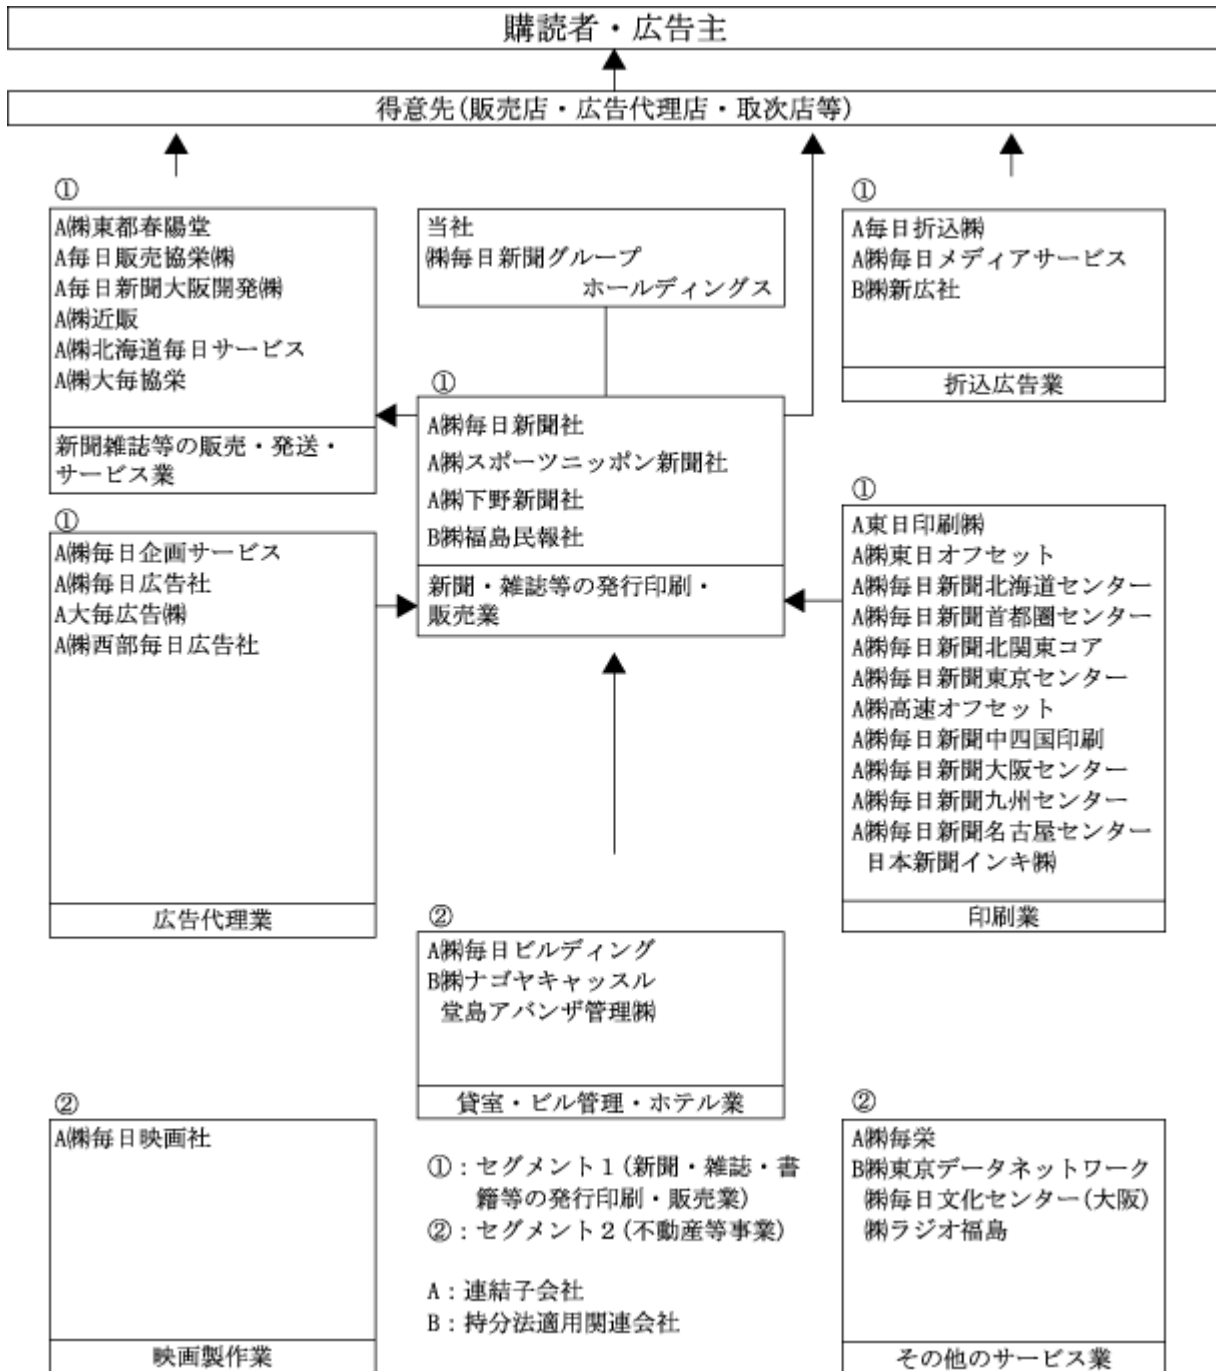 購読者・広告主
得意先(販売店・広告代理店・取次店等)
①
A㈱東都春陽堂
A毎日販売協栄㈱
A毎日新聞大阪開発㈱
A㈱近販
A㈱北海道毎日サービス
A㈱大毎協栄
新聞雑誌等の販売・発送・
サービス業
当社
㈱毎日新聞グループ
ホールディングス
①
A毎日折込㈱
A㈱毎日メディアサービス
B㈱新広社
折込広告業
①
A㈱毎日新聞社
A㈱スポーツニッポン新聞社
A㈱下野新聞社
B㈱福島民報社
新聞・雑誌等の発行印刷・
販売業
①
A㈱毎日企画サービス
A㈱毎日広告社
A大毎広告㈱
A㈱西部毎日広告社
広告代理業
①
A東日印刷㈱
A㈱東日オフセット
A㈱毎日新聞北海道センター
A㈱毎日新聞首都圏センター
A㈱毎日新聞北関東コア
A㈱毎日新聞東京センター
A㈱高速オフセット
A㈱毎日新聞中四国印刷
A㈱毎日新聞大阪センター
A㈱毎日新聞九州センター
A㈱毎日新聞名古屋センター
日本新聞インキ㈱
印刷業
②
A㈱毎日ビルディング
B㈱ナゴヤキャッスル
堂島アバンザ管理㈱
貸室・ビル管理・ホテル業
②
A㈱毎日映画社
映画製作業
①：セグメント１(新聞・雑誌・書
籍等の発行印刷・販売業)
②：セグメント２(不動産等事業)
A：連結子会社
B：持分法適用関連会社
②
A㈱毎栄
B㈱東京データネットワーク
㈱毎日文化センター(大阪)
㈱ラジオ福島
その他のサービス業